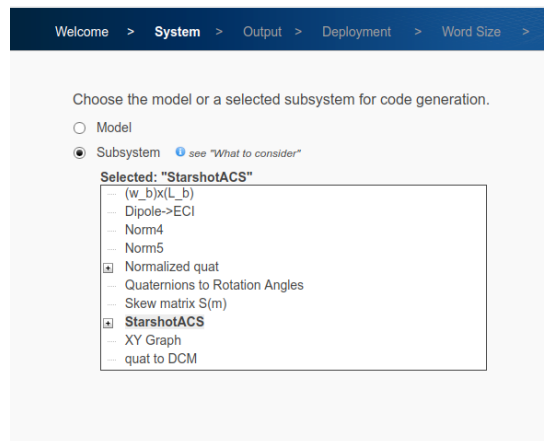 Welcome > System > Output > Deployment > Word Size >
Choose the model or a selected subsystem for code generation.
Model
Subsystem see "What to consider"
Selected: "StarshotACS"
(w_b)x(L_b)
Dipole->ECI
Norm4
Norm5
Normalized quat
Quaternions to Rotation Angles
Skew matrix S(m)
StarshotACS
XY Graph
quat to DCM